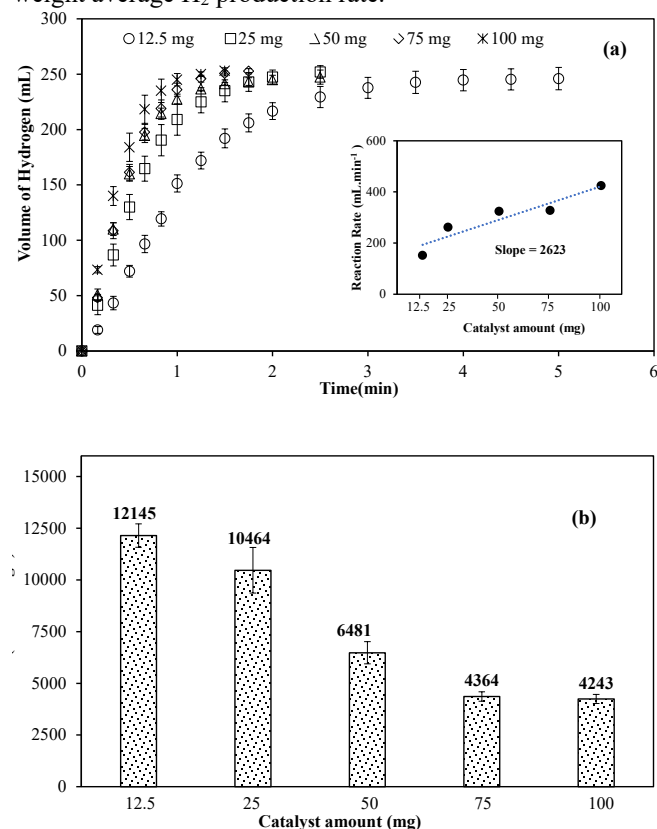 weight average H₂ production rate.
300
250
200
150
100
50
0
Volume of Hydrogen (mL)
12.5 mg 25 mg 50 mg 75 mg 100 mg
(a)
600
400
200
0
Reaction Rate (mL.min⁻¹)
Slope = 2623
12.5 25 50 75 100
Catalyst amount (mg)
0 1 2 3 4 5 6
Time(min)
15000
12500
10000
7500
5000
2500
0
(b)
12145
10464
6481
4364
4243
12.5 25 50 75 100
Catalyst amount (mg)